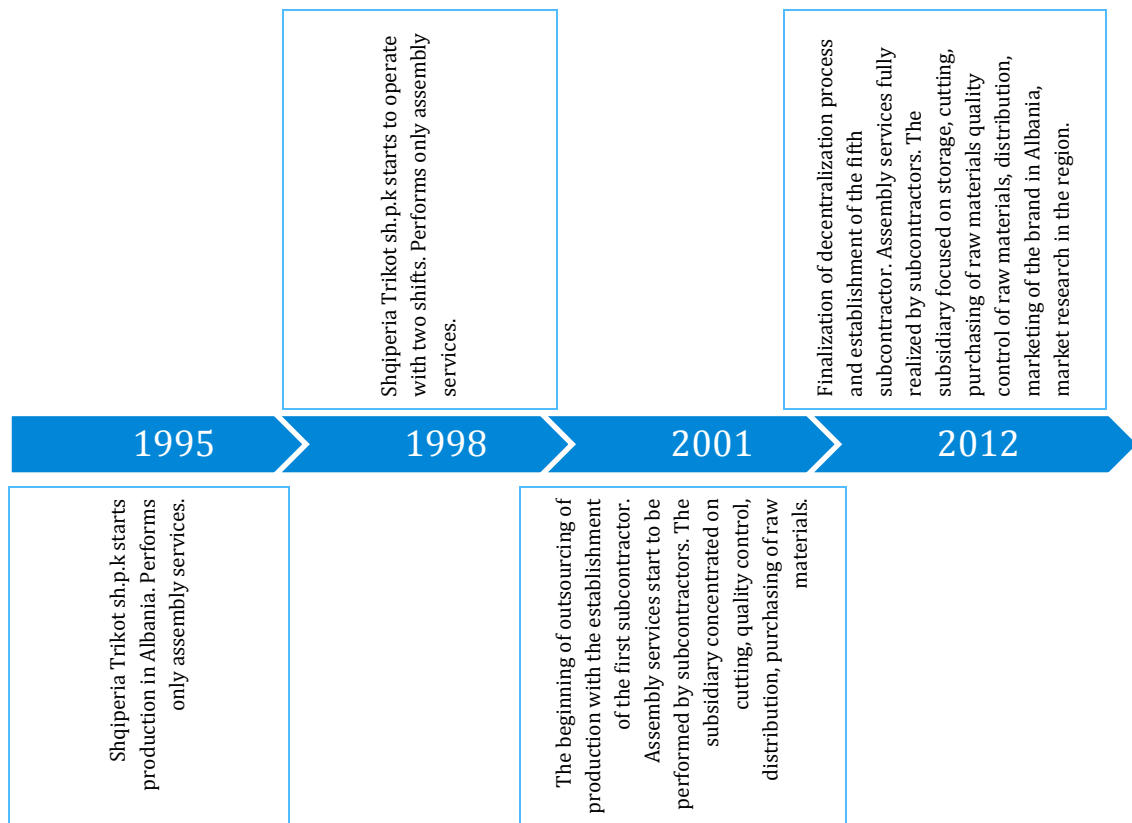 1995
Shqiperia Trikot sh.p.k starts
production in Albania. Performs
only assembly services.
1998
Shqiperia Trikot sh.p.k starts to operate
with two shifts. Performs only assembly
services.
2001
The beginning of outsourcing of
production with the establishment
of the first subcontractor.
Assembly services start to be
performed by subcontractors. The
subsidiary concentrated on
cutting, quality control,
distribution, purchasing of raw
materials.
2012
Finalization of decentralization process
and establishment of the fifth
subcontractor. Assembly services fully
realized by subcontractors. The
subsidiary focused on storage, cutting,
purchasing of raw materials quality
control of raw materials, distribution,
marketing of the brand in Albania,
market research in the region.